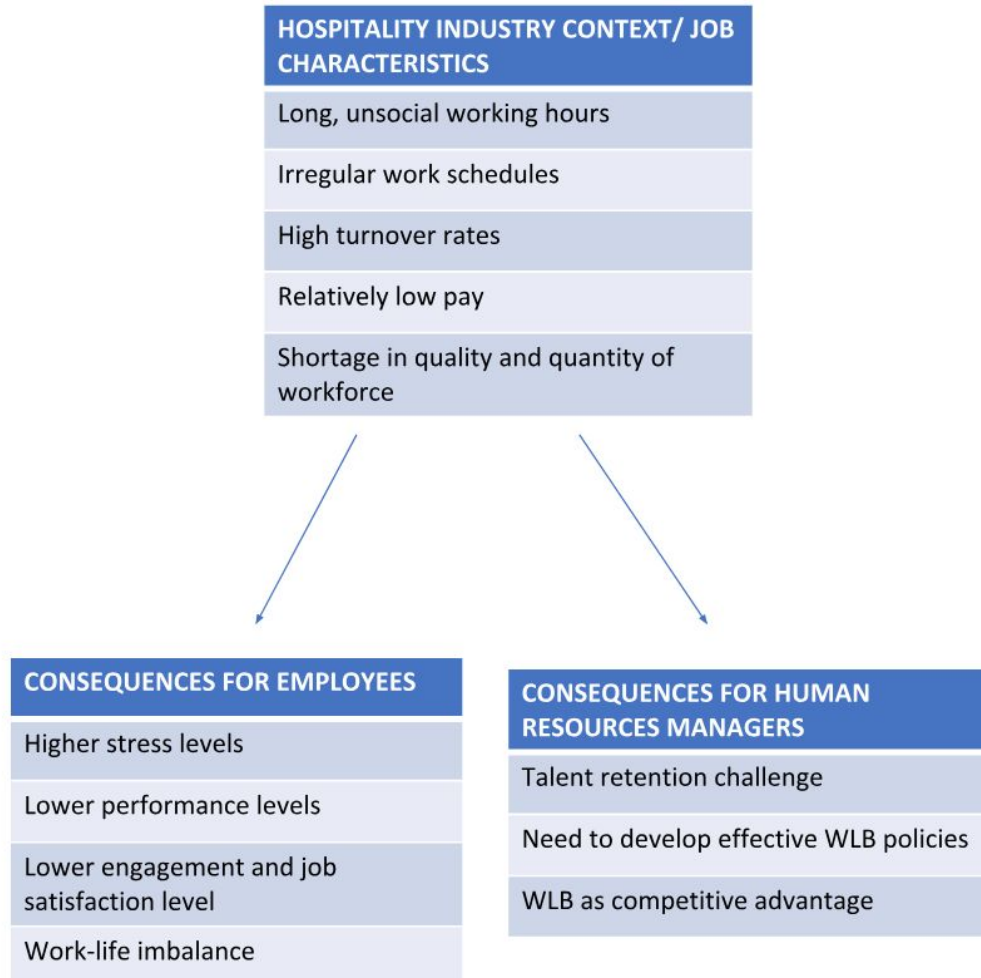 HOSPITALITY INDUSTRY CONTEXT/ JOB
CHARACTERISTICS
Long, unsocial working hours
Irregular work schedules
High turnover rates
Relatively low pay
Shortage in quality and quantity of
workforce
CONSEQUENCES FOR EMPLOYEES
Higher stress levels
Lower performance levels
Lower engagement and job
satisfaction level
Work-life imbalance
CONSEQUENCES FOR HUMAN
RESOURCES MANAGERS
Talent retention challenge
Need to develop effective WLB policies
WLB as competitive advantage